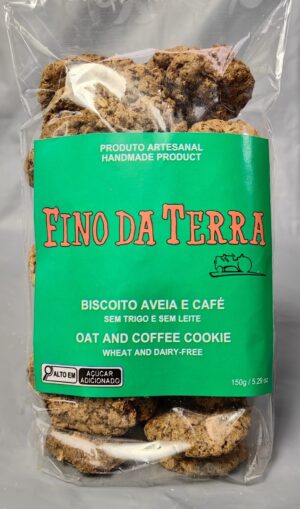 PRODUTO ARTESANAL
HANDMADE PRODUCT
FINO DA TERRA
BISCOITO AVEIA E CAFÉ
SEM TRIGO E SEM LEITE
OAT AND COFFEE COOKIE
WHEAT AND DAIRY-FREE
ALTO EM
AÇÚCAR
ADICIONADO
150g / 5.29 oz